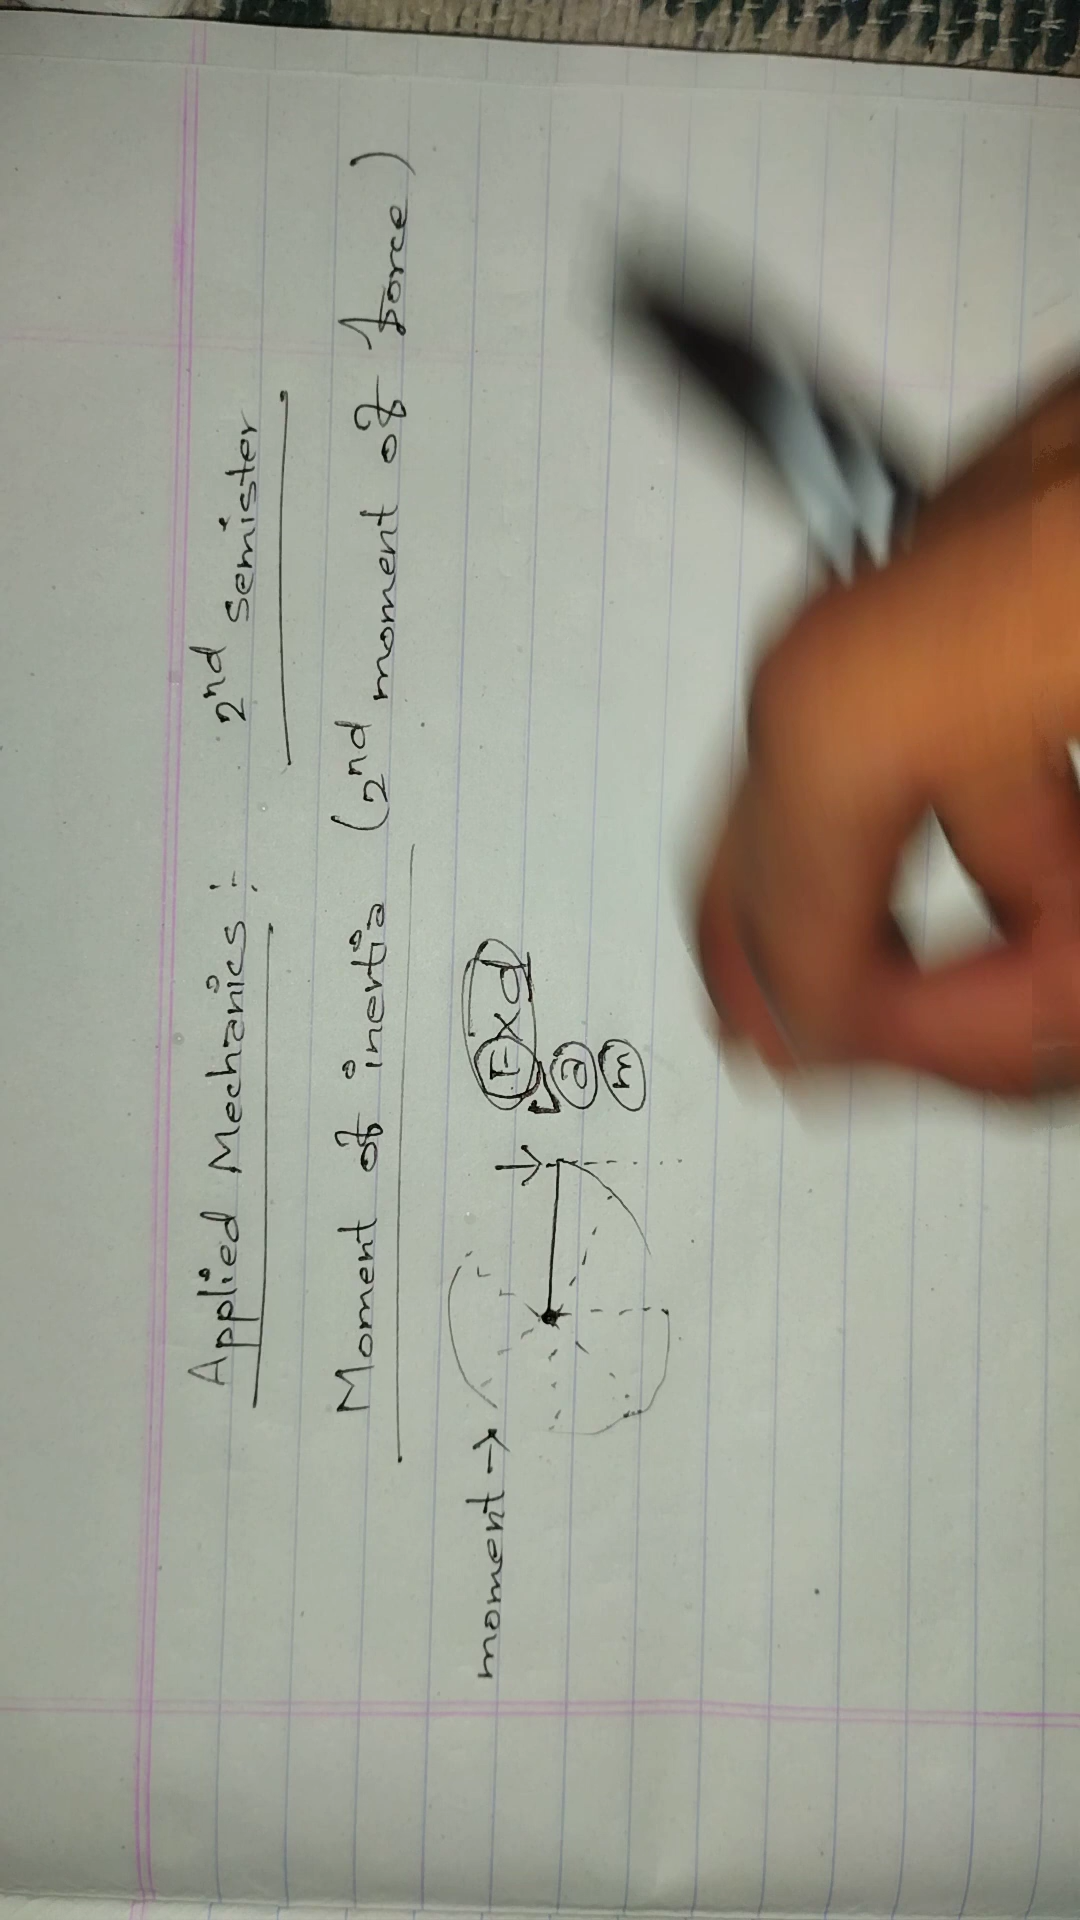 Applied Mechanics :- 2nd semister
Moment of inertia (2nd moment of force)
moment → F×d
a
m